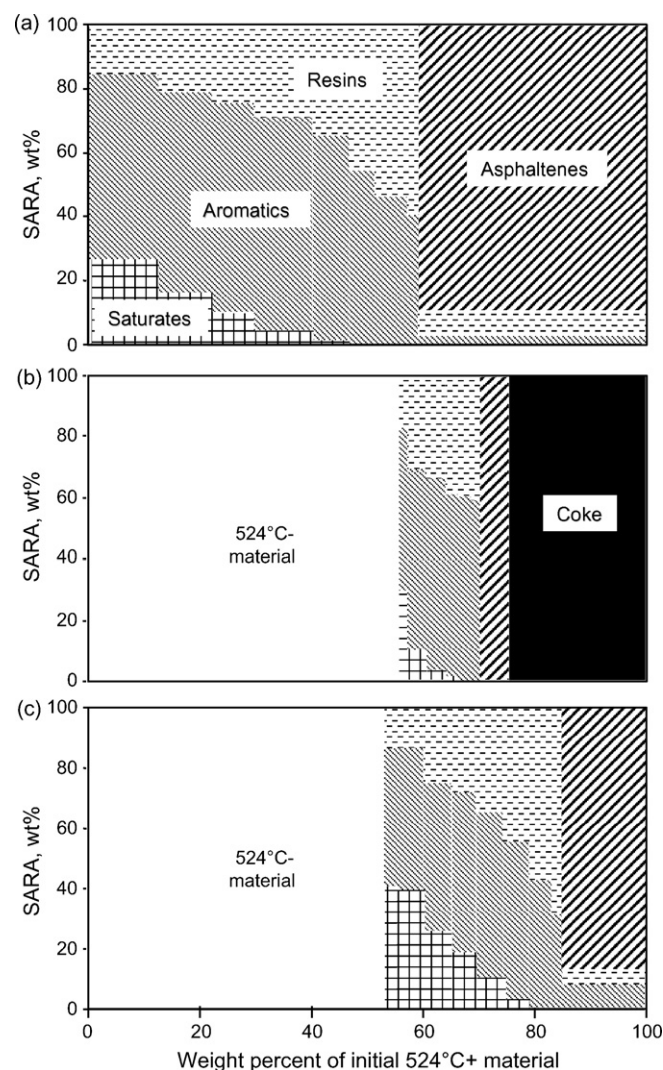 (a)
100
80
60
40
20
0
SARA, wt%
Resins
Asphaltenes
Aromatics
Saturates
(b)
100
80
60
40
20
0
SARA, wt%
524°C-
material
Coke
(c)
100
80
60
40
20
0
SARA, wt%
524°C-
material
0 20 40 60 80 100
Weight percent of initial 524°C+ material